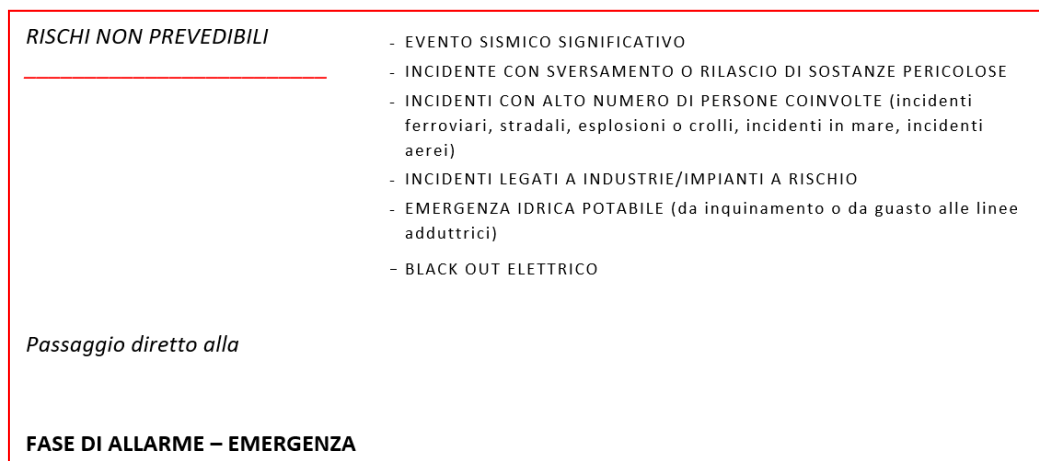 RISCHI NON PREVEDIBILI
- EVENTO SISMICO SIGNIFICATIVO
- INCIDENTE CON SVERSAMENTO O RILASCIO DI SOSTANZE PERICOLOSE
- INCIDENTI CON ALTO NUMERO DI PERSONE COINVOLTE (incidenti
ferroviari, stradali, esplosioni o crolli, incidenti in mare, incidenti
aerei)
- INCIDENTI LEGATI A INDUSTRIE/IMPIANTI A RISCHIO
- EMERGENZA IDRICA POTABILE (da inquinamento o da guasto alle linee
adduttrici)
– BLACK OUT ELETTRICO
Passaggio diretto alla
FASE DI ALLARME – EMERGENZA